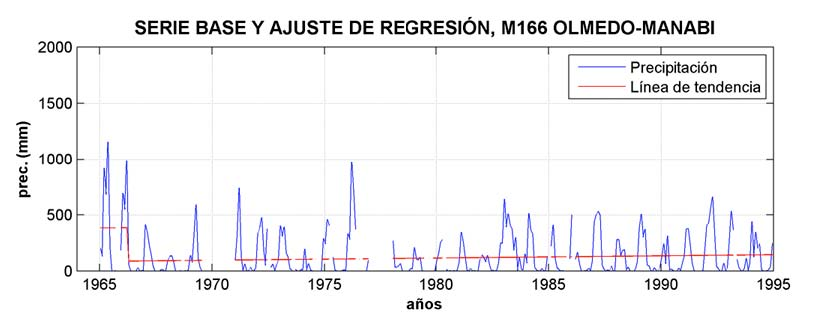 SERIE BASE Y AJUSTE DE REGRESIÓN, M166 OLMEDO-MANABI
2000
1500
1000
500
0
prec. (mm)
Precipitación
Línea de tendencia
1965 1970 1975 1980 1985 1990 1995
años